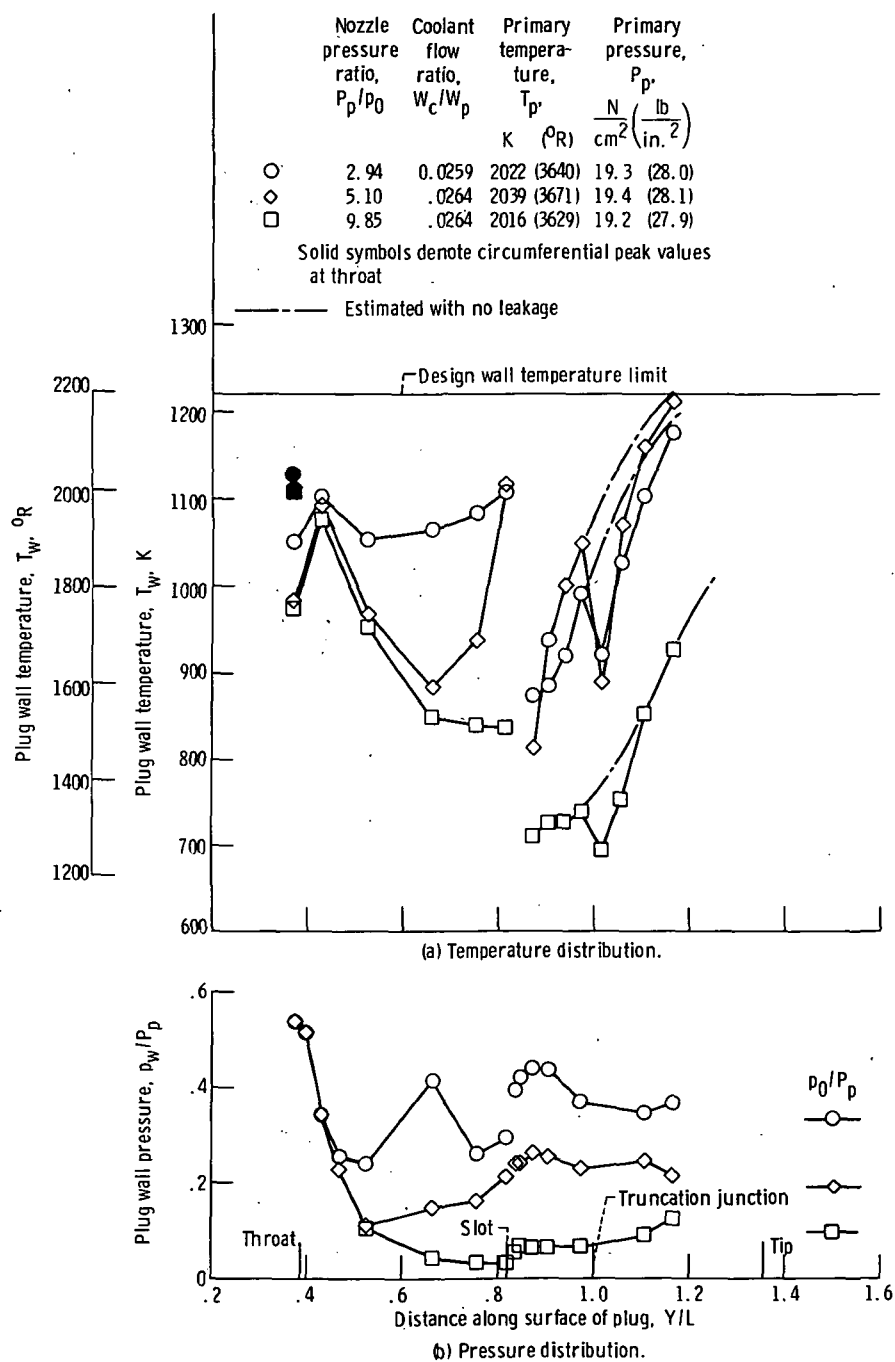 Nozzle Coolant Primary Primary
pressure flow tempera- pressure,
ratio, ratio, ture, Pp,
Pp/p0 Wc/Wp Tp, N/cm2 (lb/in.2)
K (oR)
2.94 0.0259 2022 (3640) 19.3 (28.0)
5.10 .0264 2039 (3671) 19.4 (28.1)
9.85 .0264 2016 (3629) 19.2 (27.9)
Solid symbols denote circumferential peak values
at throat
Estimated with no leakage
Design wall temperature limit
Plug wall temperature, Tw, oR
2200
2000
1800
1600
1400
1200
Plug wall temperature, Tw, K
1300
1200
1100
1000
900
800
700
600
(a) Temperature distribution.
Plug wall pressure, pw/Pp
.6
.4
.2
0
p0/Pp
Throat
Slot
Truncation junction
Tip
.2 .4 .6 .8 1.0 1.2 1.4 1.6
Distance along surface of plug, Y/L
(b) Pressure distribution.